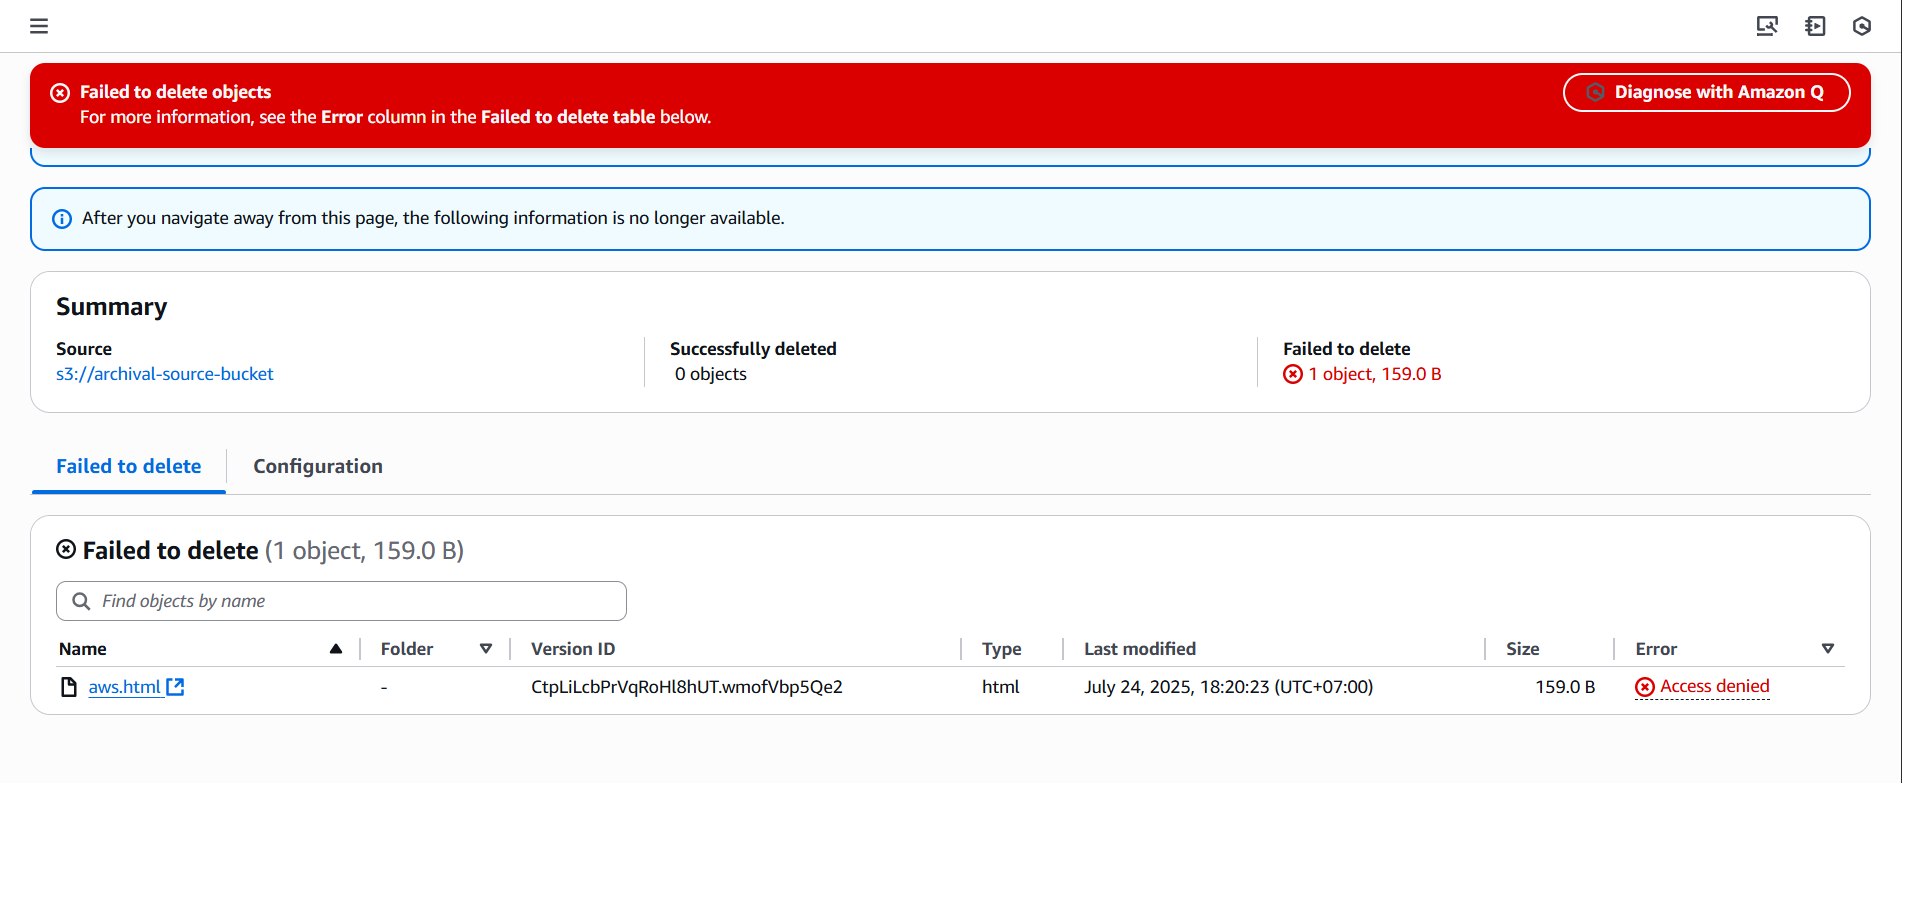 Failed to delete objects
Diagnose with Amazon Q
For more information, see the Error column in the Failed to delete table below.
After you navigate away from this page, the following information is no longer available.
Summary
Source
Successfully deleted
Failed to delete
s3://archival-source-bucket
0 objects
1 object, 159.0 B
Failed to delete
Configuration
Failed to delete (1 object, 159.0 B)
Find objects by name
Name Folder Version ID Type Last modified Size Error
aws.html - CtpLiLcbPrVqRoHl8hUT.wmofVbp5Qe2 html July 24, 2025, 18:20:23 (UTC+07:00) 159.0 B Access denied